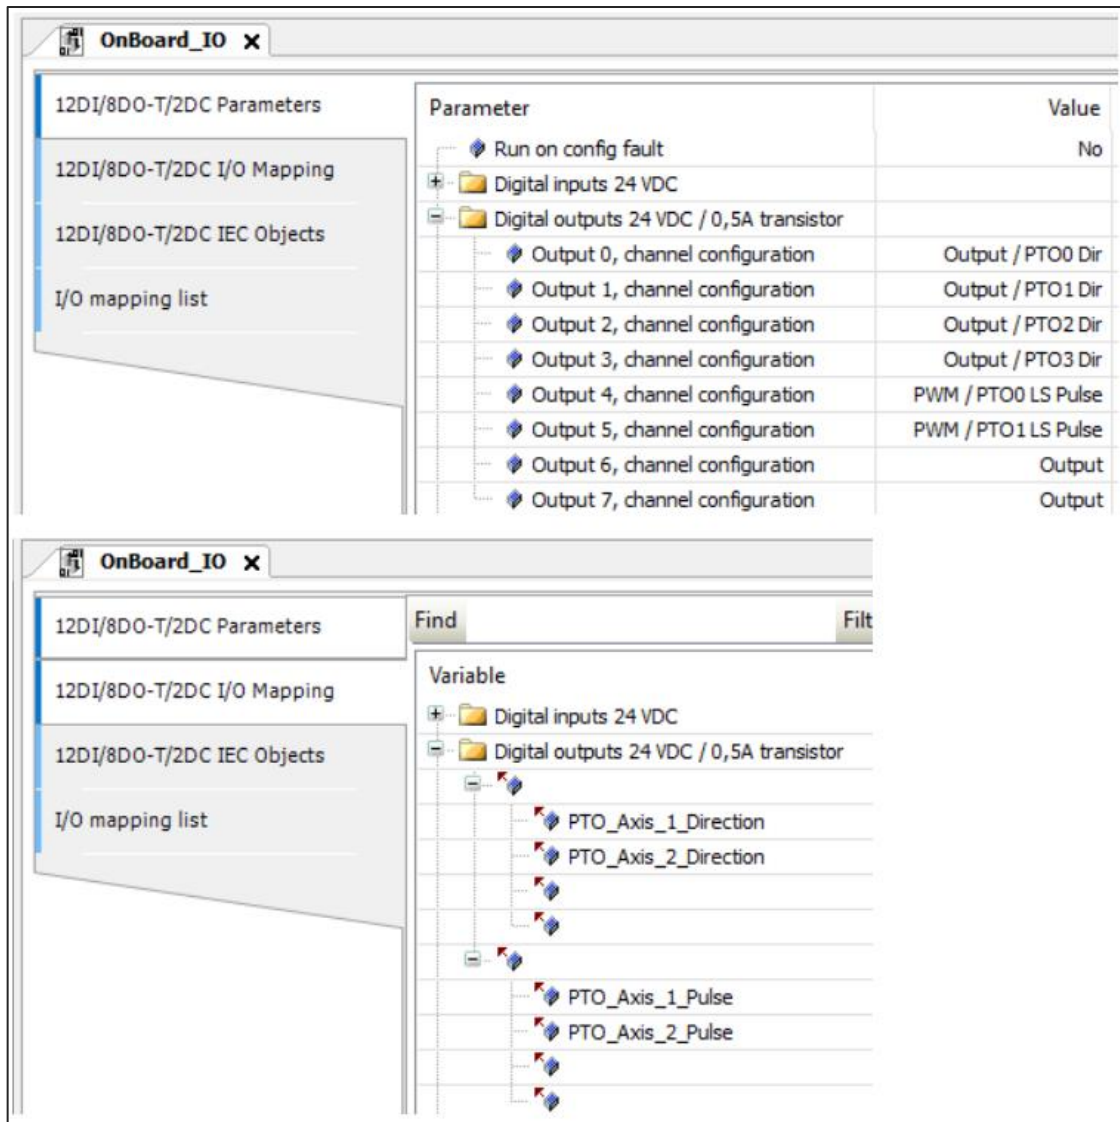 OnBoard_IO X
12DI/8DO-T/2DC Parameters
12DI/8DO-T/2DC I/O Mapping
12DI/8DO-T/2DC IEC Objects
I/O mapping list
Parameter Value
Run on config fault No
Digital inputs 24 VDC
Digital outputs 24 VDC / 0,5A transistor
Output 0, channel configuration Output / PTO0 Dir
Output 1, channel configuration Output / PTO1 Dir
Output 2, channel configuration Output / PTO2 Dir
Output 3, channel configuration Output / PTO3 Dir
Output 4, channel configuration PWM / PTO0 LS Pulse
Output 5, channel configuration PWM / PTO1 LS Pulse
Output 6, channel configuration Output
Output 7, channel configuration Output
OnBoard_IO X
12DI/8DO-T/2DC Parameters
12DI/8DO-T/2DC I/O Mapping
12DI/8DO-T/2DC IEC Objects
I/O mapping list
Find Filt
Variable
Digital inputs 24 VDC
Digital outputs 24 VDC / 0,5A transistor
PTO_Axis_1_Direction
PTO_Axis_2_Direction
PTO_Axis_1_Pulse
PTO_Axis_2_Pulse